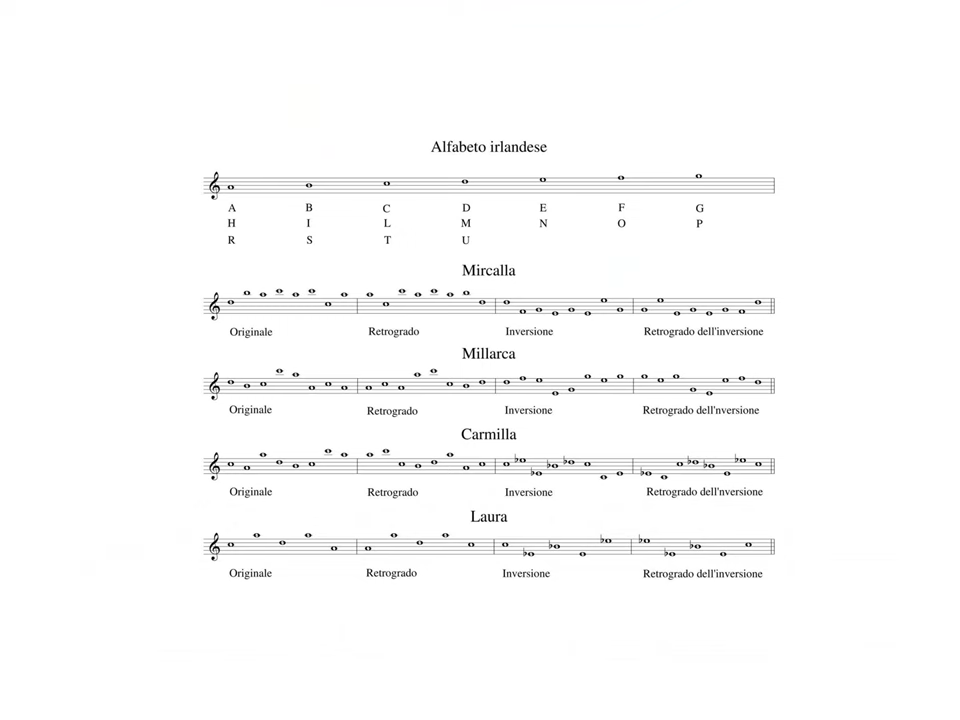 Alfabeto irlandese
A B C D E F G
H I L M N O P
R S T U
Mircalla
Originale Retrogrado Inversione Retrogrado dell'inversione
Millarca
Originale Retrogrado Inversione Retrogrado dell'nversione
Carmilla
Originale Retrogrado Inversione Retrogrado dell'nversione
Laura
Originale Retrogrado Inversione Retrogrado dell'inversione